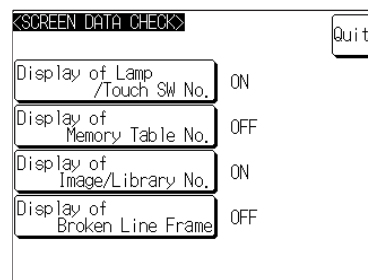 <SCREEN DATA CHECK>
Quit
Display of Lamp
/Touch SW No.
ON
Display of
Memory Table No.
OFF
Display of
Image/Library No.
ON
Display of
Broken Line Frame
OFF